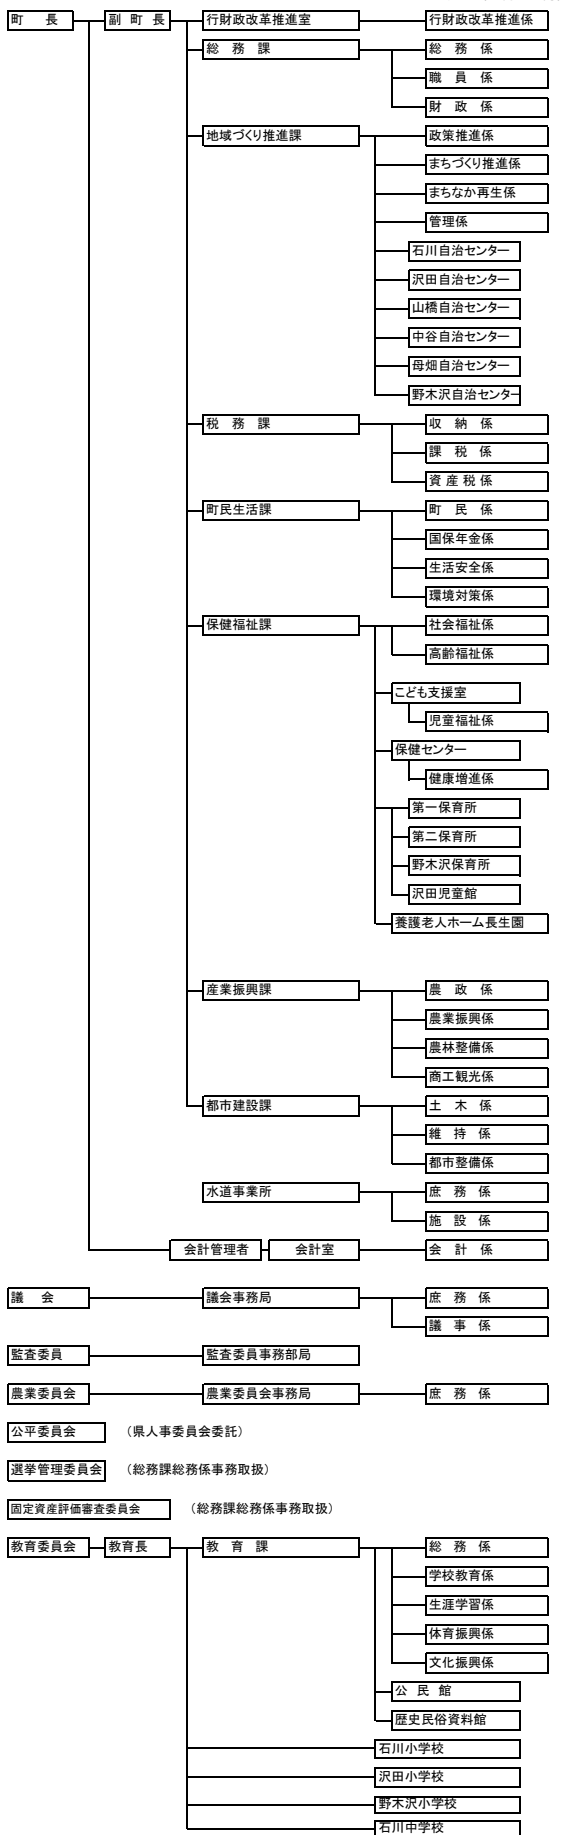 町 長 副 町 長 行財政改革推進室 行財政改革推進係
総 務 課 総 務 係
職 員 係
財 政 係
地域づくり推進課 政策推進係
まちづくり推進係
まちなか再生係
管理係
石川自治センター
沢田自治センター
山橋自治センター
中谷自治センター
母畑自治センター
野木沢自治センター
税 務 課 収 納 係
課 税 係
資 産 税 係
町民生活課 町 民 係
国保年金係
生活安全係
環境対策係
保健福祉課 社会福祉係
高齢福祉係
こども支援室
児童福祉係
保健センター
健康増進係
第一保育所
第二保育所
野木沢保育所
沢田児童館
養護老人ホーム長生園
産業振興課 農 政 係
農業振興係
農林整備係
商工観光係
都市建設課 土 木 係
維 持 係
都市整備係
水道事業所 庶 務 係
施 設 係
会計管理者 会計室 会 計 係
議 会 議会事務局 庶 務 係
議 事 係
監査委員 監査委員事務部局
農業委員会 農業委員会事務局 庶 務 係
公平委員会 （県人事委員会委託）
選挙管理委員会 （総務課総務係事務取扱）
固定資産評価審査委員会 （総務課総務係事務取扱）
教育委員会 教育長 教 育 課 総 務 係
学校教育係
生涯学習係
体育振興係
文化振興係
公 民 館
歴史民俗資料館
石川小学校
沢田小学校
野木沢小学校
石川中学校